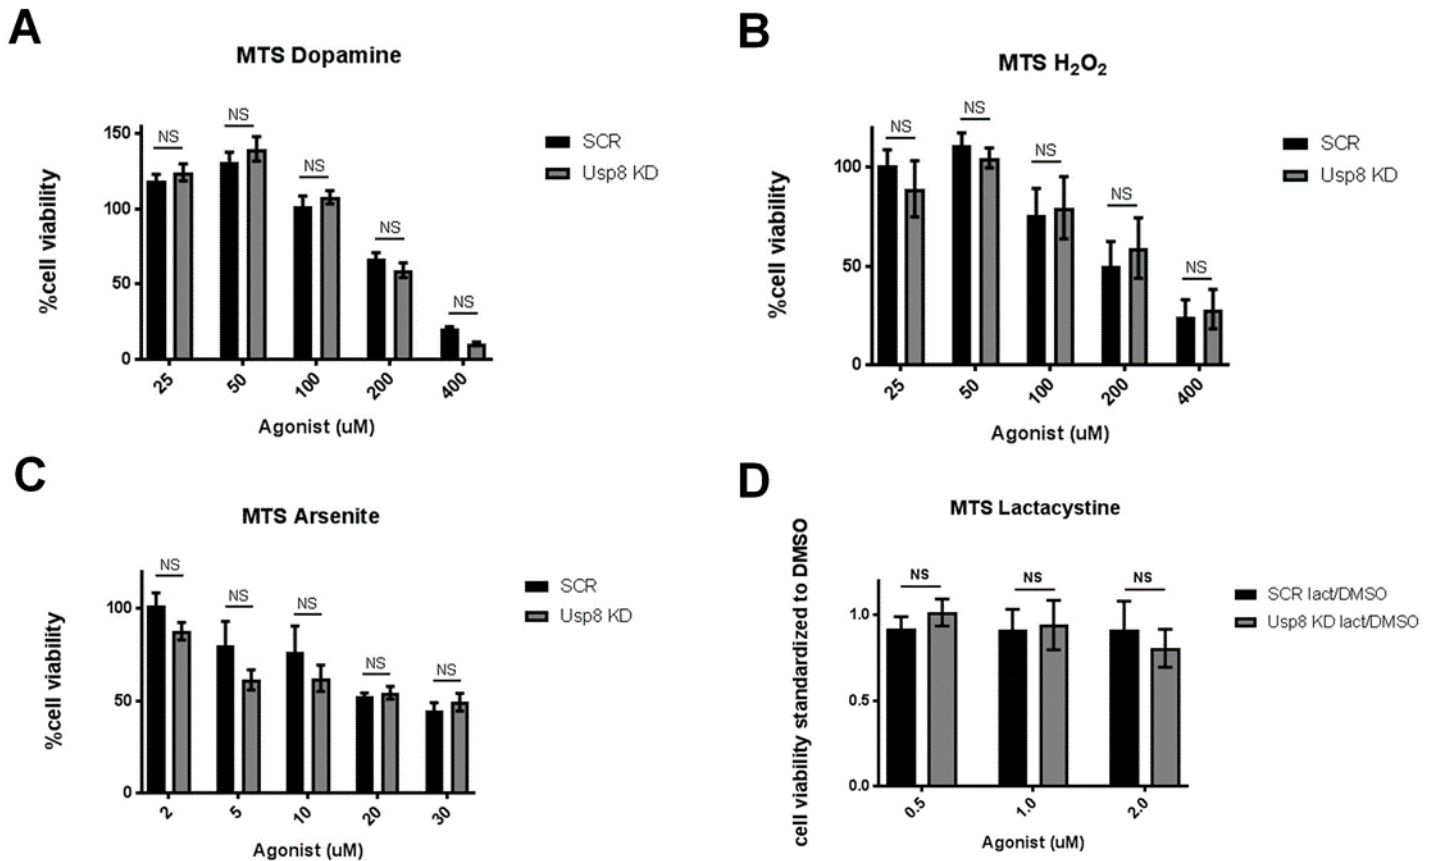 A
MTS Dopamine
%cell viability
150
100
50
0
NS
NS
NS
NS
NS
25
50
100
200
400
Agonist (uM)
SCR
Usp8 KD
B
MTS H₂O₂
%cell viability
100
50
0
NS
NS
NS
NS
NS
25
50
100
200
400
Agonist (uM)
SCR
Usp8 KD
C
MTS Arsenite
%cell viability
100
50
0
NS
NS
NS
NS
NS
2
5
10
20
30
Agonist (uM)
SCR
Usp8 KD
D
MTS Lactacystine
cell viability standardized to DMSO
1.0
0.5
0.0
NS
NS
NS
0.5
1.0
2.0
Agonist (uM)
SCR lact/DMSO
Usp8 KD lact/DMSO